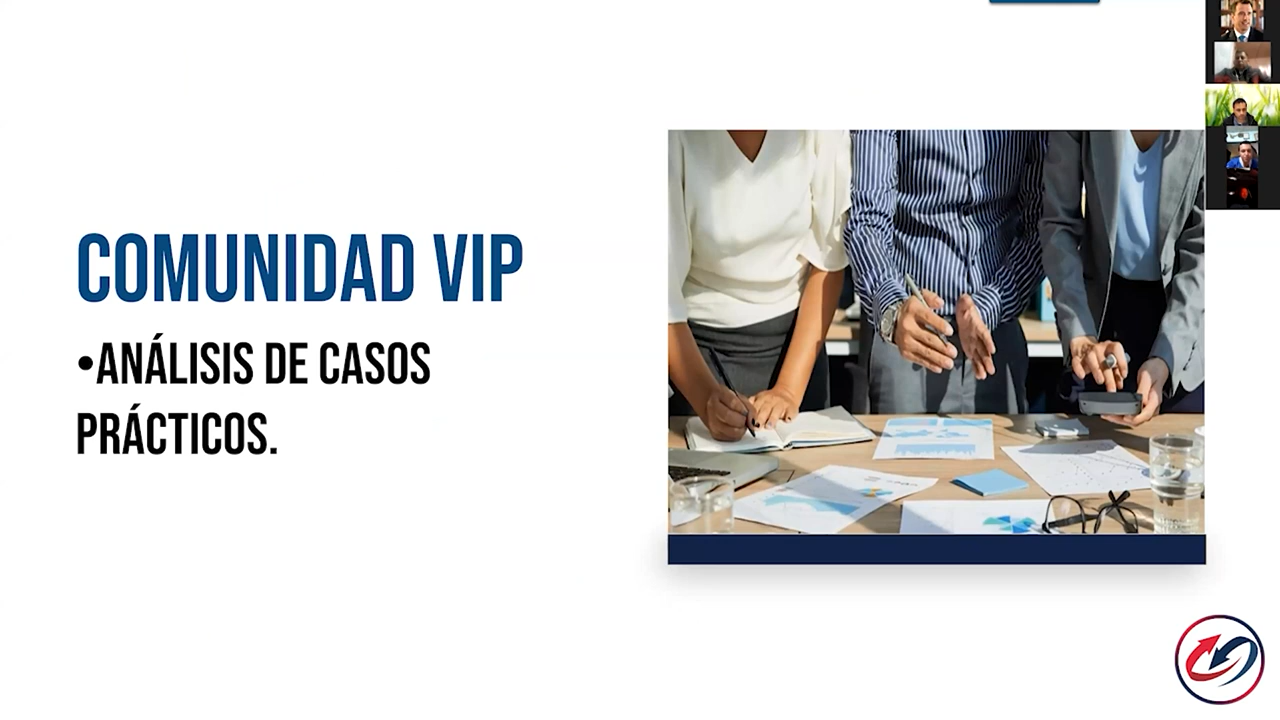 COMUNIDAD VIP
•ANÁLISIS DE CASOS
PRÁCTICOS.